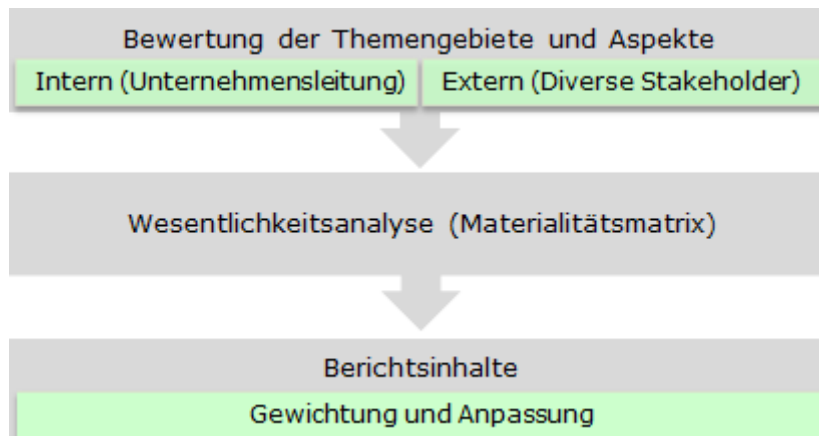 Bewertung der Themengebiete und Aspekte
Intern (Unternehmensleitung)
Extern (Diverse Stakeholder)
Wesentlichkeitsanalyse (Materialitätsmatrix)
Berichtsinhalte
Gewichtung und Anpassung